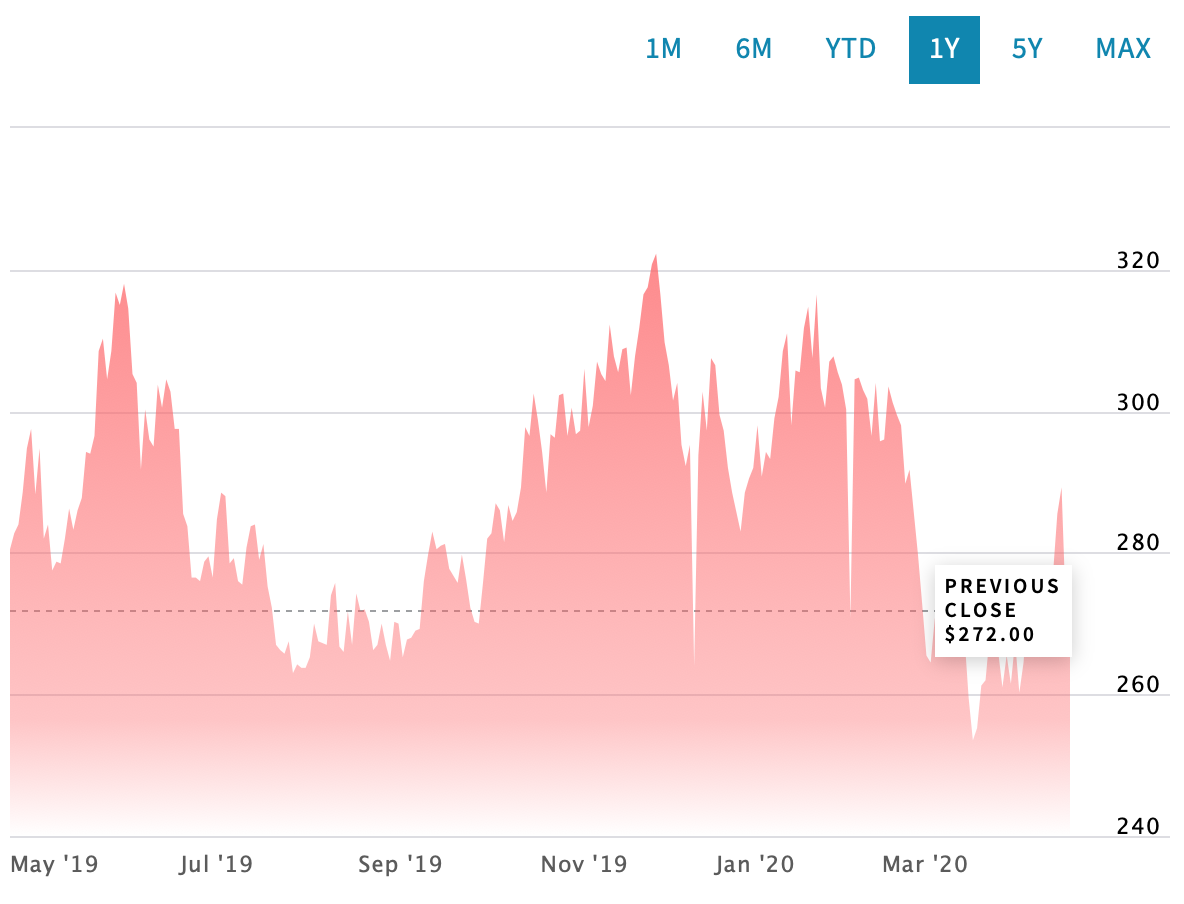 1M 6M YTD 1Y 5Y MAX
320
300
280
PREVIOUS
CLOSE
$272.00
260
240
May '19 Jul '19 Sep '19 Nov '19 Jan '20 Mar '20